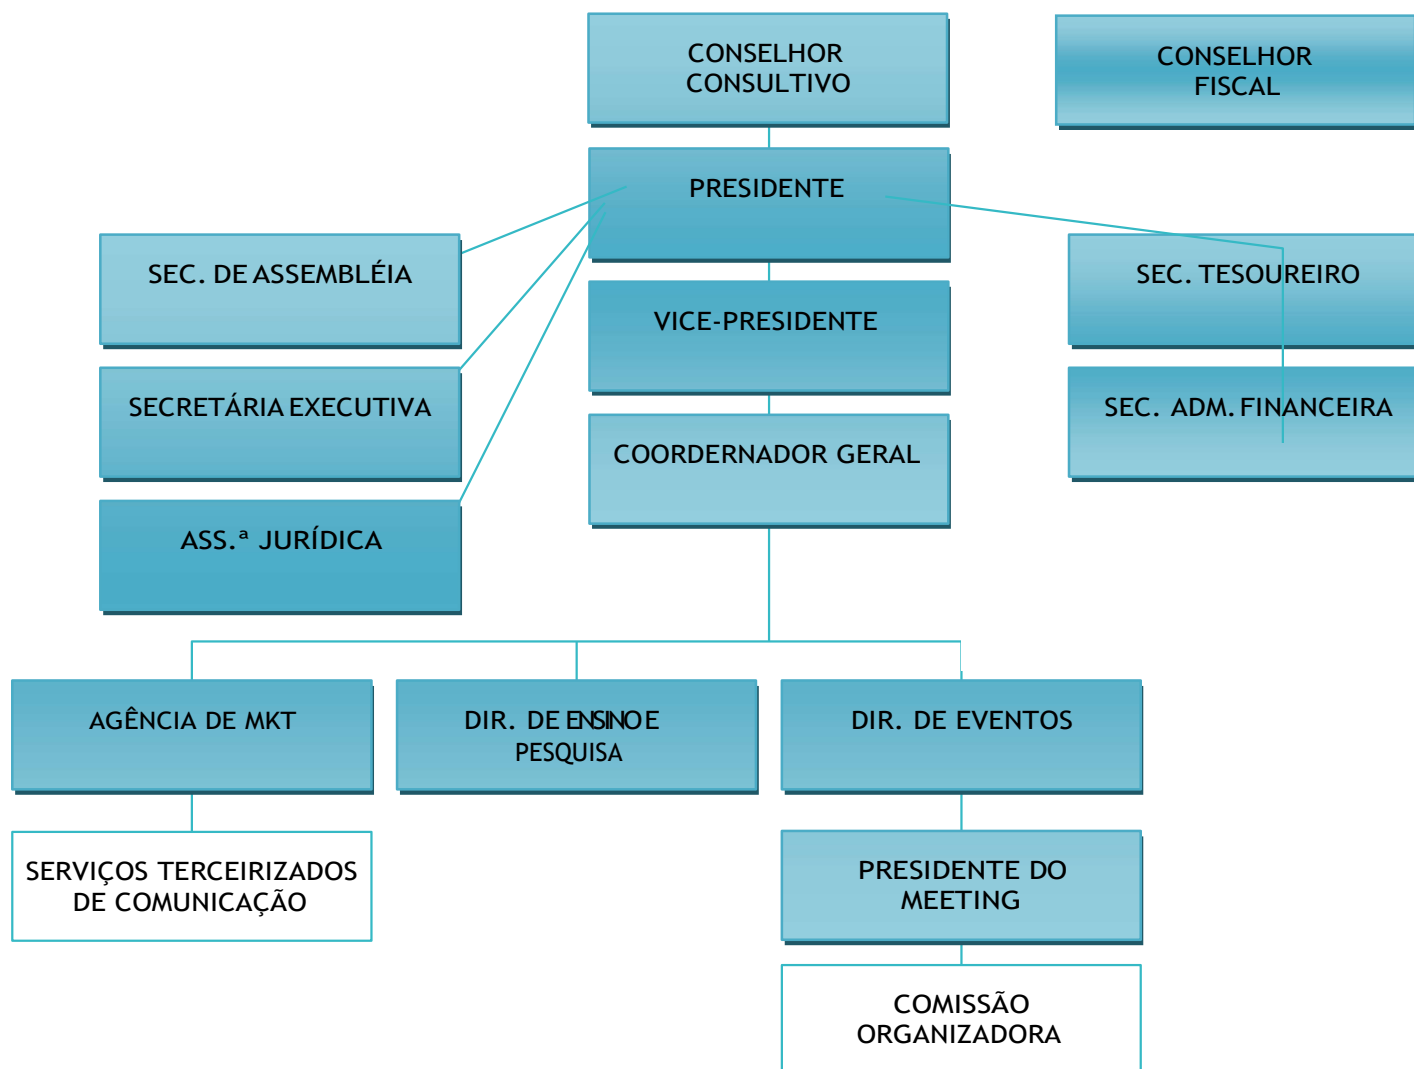 CONSELHOR
CONSULTIVO
CONSELHOR
FISCAL
PRESIDENTE
SEC. DE ASSEMBLÉIA
SEC. TESOUREIRO
VICE-PRESIDENTE
SECRETÁRIA EXECUTIVA
SEC. ADM. FINANCEIRA
COORDERNADOR GERAL
ASS.ª JURÍDICA
AGÊNCIA DE MKT
DIR. DE ENSINO E
PESQUISA
DIR. DE EVENTOS
SERVIÇOS TERCEIRIZADOS
DE COMUNICAÇÃO
PRESIDENTE DO
MEETING
COMISSÃO
ORGANIZADORA